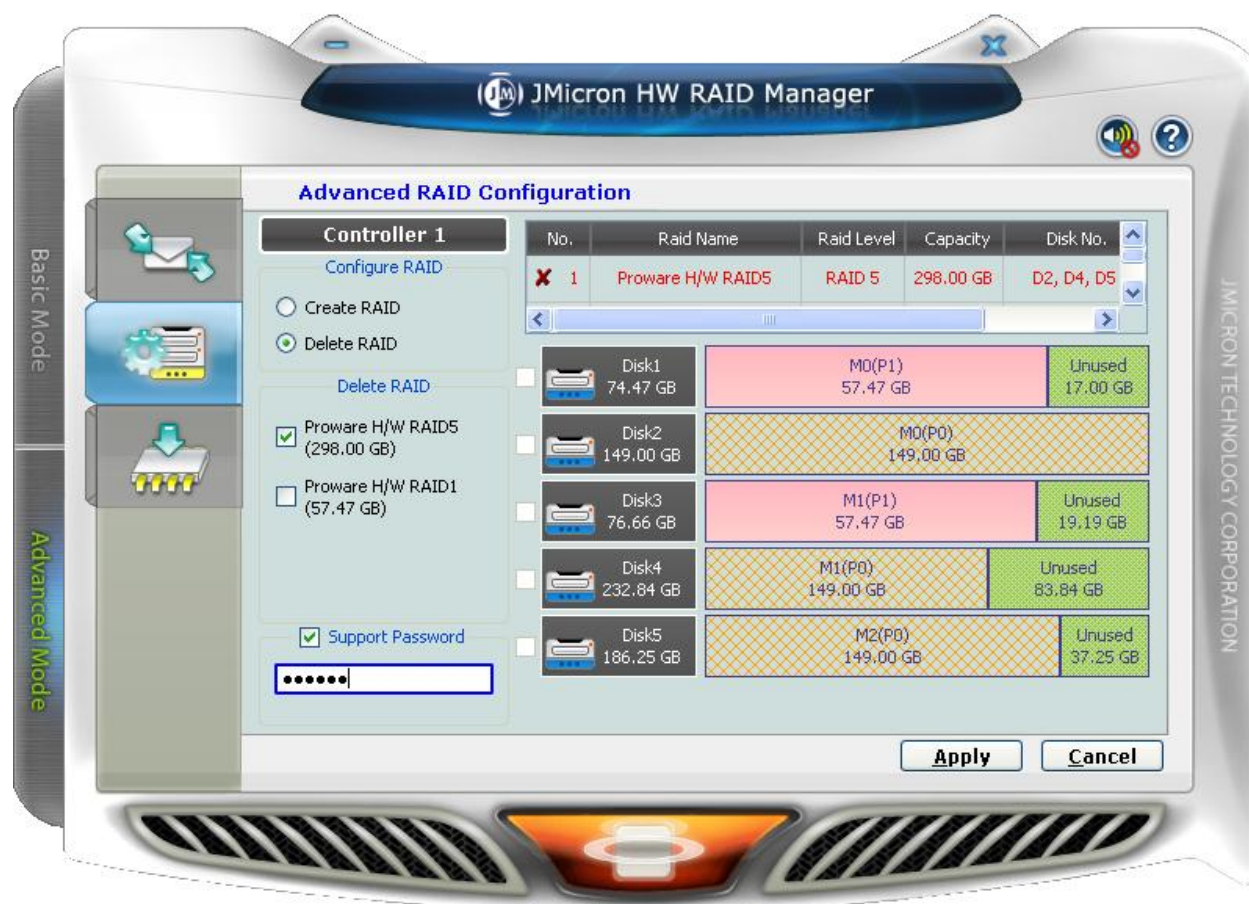 JM JMicron HW RAID Manager
Advanced RAID Configuration
Basic Mode
Advanced Mode
Controller 1
Configure RAID
Create RAID
Delete RAID
Delete RAID
Proware H/W RAID5
(298.00 GB)
Proware H/W RAID1
(57.47 GB)
Support Password
No. Raid Name Raid Level Capacity Disk No.
1 Proware H/W RAID5 RAID 5 298.00 GB D2, D4, D5
Disk1 M0(P1) Unused
74.47 GB 57.47 GB 17.00 GB
Disk2 M0(P0)
149.00 GB 149.00 GB
Disk3 M1(P1) Unused
76.66 GB 57.47 GB 19.19 GB
Disk4 M1(P0) Unused
232.84 GB 149.00 GB 83.84 GB
Disk5 M2(P0) Unused
186.25 GB 149.00 GB 37.25 GB
Apply Cancel
JMICRON TECHNOLOGY CORPORATION